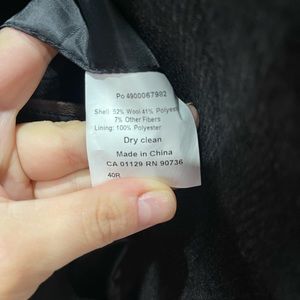 Po 4900067992
Shell: 52% Wool 41% Polyester
7% Other Fibers
Lining: 100% Polyester
Dry clean
Made in China
CA 01129 RN 90736
40R